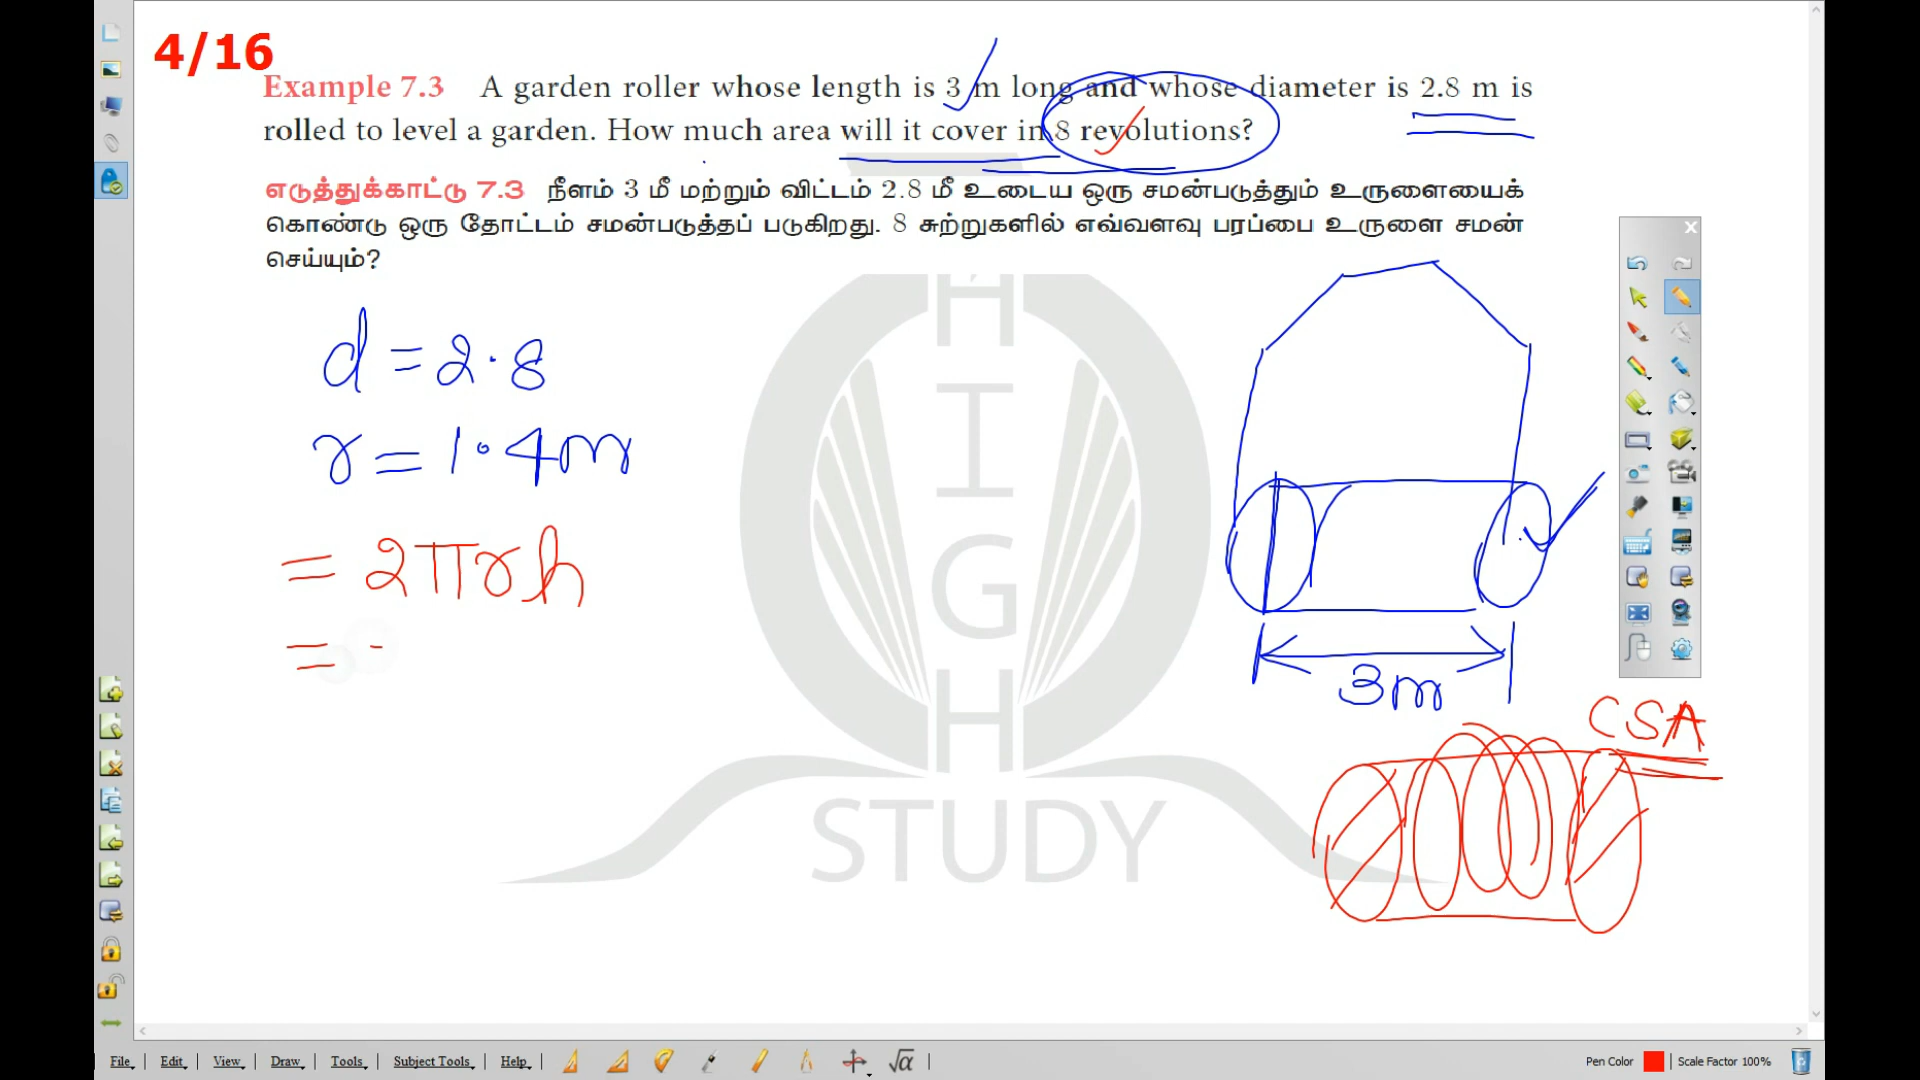 4/16
Example 7.3 A garden roller whose length is 3 m long and whose diameter is 2.8 m is
rolled to level a garden. How much area will it cover in 8 revolutions?
எடுத்துக்காட்டு 7.3 நீளம் 3 மீ மற்றும் விட்டம் 2.8 மீ உடைய ஒரு சமன்படுத்தும் உருளையைக்
கொண்டு ஒரு தோட்டம் சமன்படுத்தப் படுகிறது. 8 சுற்றுகளில் எவ்வளவு பரப்பை உருளை சமன்
செய்யும்?
d = 2.8
r = 1.4m
= 2πrh
=
3m
CSA
HIGH
STUDY
File Edit View Draw Tools Subject Tools Help
Pen Color Scale Factor 100%